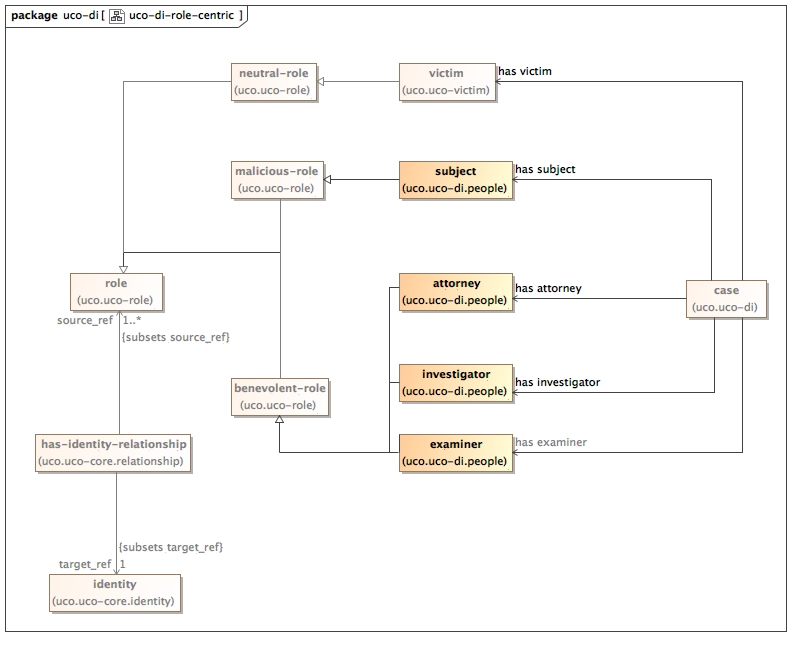 package uco-di [ uco-di-role-centric ]
neutral-role
(uco.uco-role)
victim
(uco.uco-victim)
has victim
malicious-role
(uco.uco-role)
subject
(uco.uco-di.people)
has subject
role
(uco.uco-role)
attorney
(uco.uco-di.people)
has attorney
case
(uco.uco-di)
source_ref 1..*
{subsets source_ref}
benevolent-role
(uco.uco-role)
investigator
(uco.uco-di.people)
has investigator
has-identity-relationship
(uco.uco-core.relationship)
examiner
(uco.uco-di.people)
has examiner
{subsets target_ref}
target_ref 1
identity
(uco.uco-core.identity)